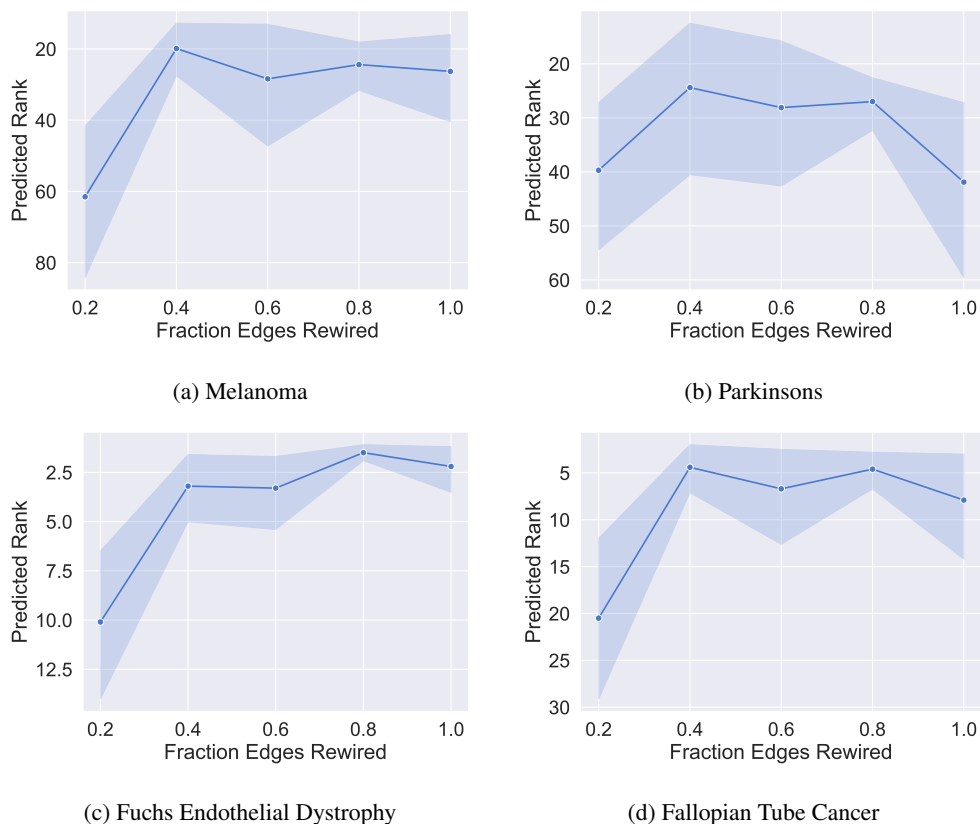 20
40
60
80
Predicted Rank
0.2 0.4 0.6 0.8 1.0
Fraction Edges Rewired
(a) Melanoma
20
30
40
50
60
Predicted Rank
0.2 0.4 0.6 0.8 1.0
Fraction Edges Rewired
(b) Parkinsons
2.5
5.0
7.5
10.0
12.5
Predicted Rank
0.2 0.4 0.6 0.8 1.0
Fraction Edges Rewired
(c) Fuchs Endothelial Dystrophy
5
10
15
20
25
30
Predicted Rank
0.2 0.4 0.6 0.8 1.0
Fraction Edges Rewired
(d) Fallopian Tube Cancer